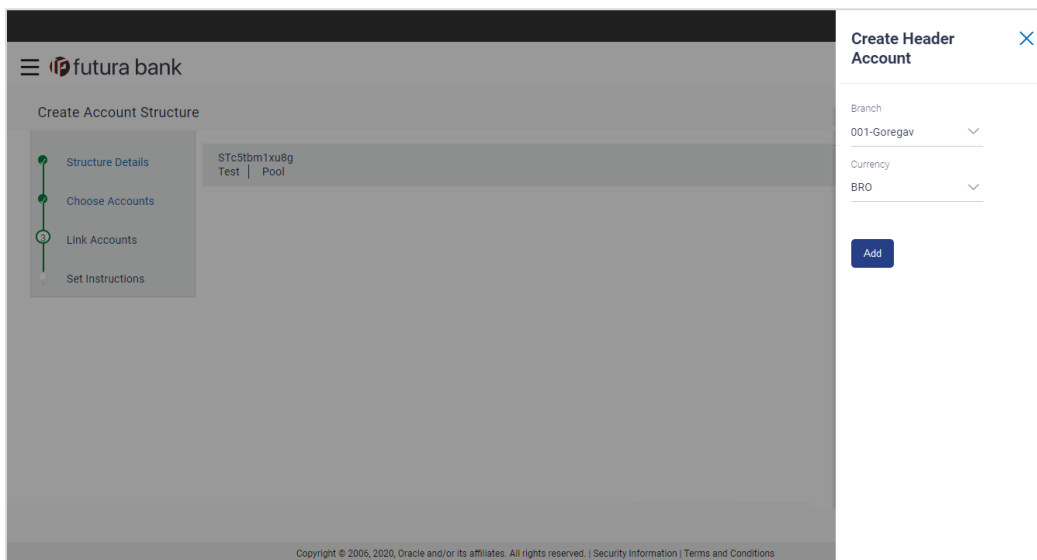 futura bank
Create Account Structure
Structure Details
Choose Accounts
3
Link Accounts
Set Instructions
STc5tbm1xu8g
Test | Pool
Create Header
Account
Branch
001-Goregav
Currency
BRO
Add
Copyright © 2006, 2020, Oracle and/or its affiliates. All rights reserved. | Security Information | Terms and Conditions